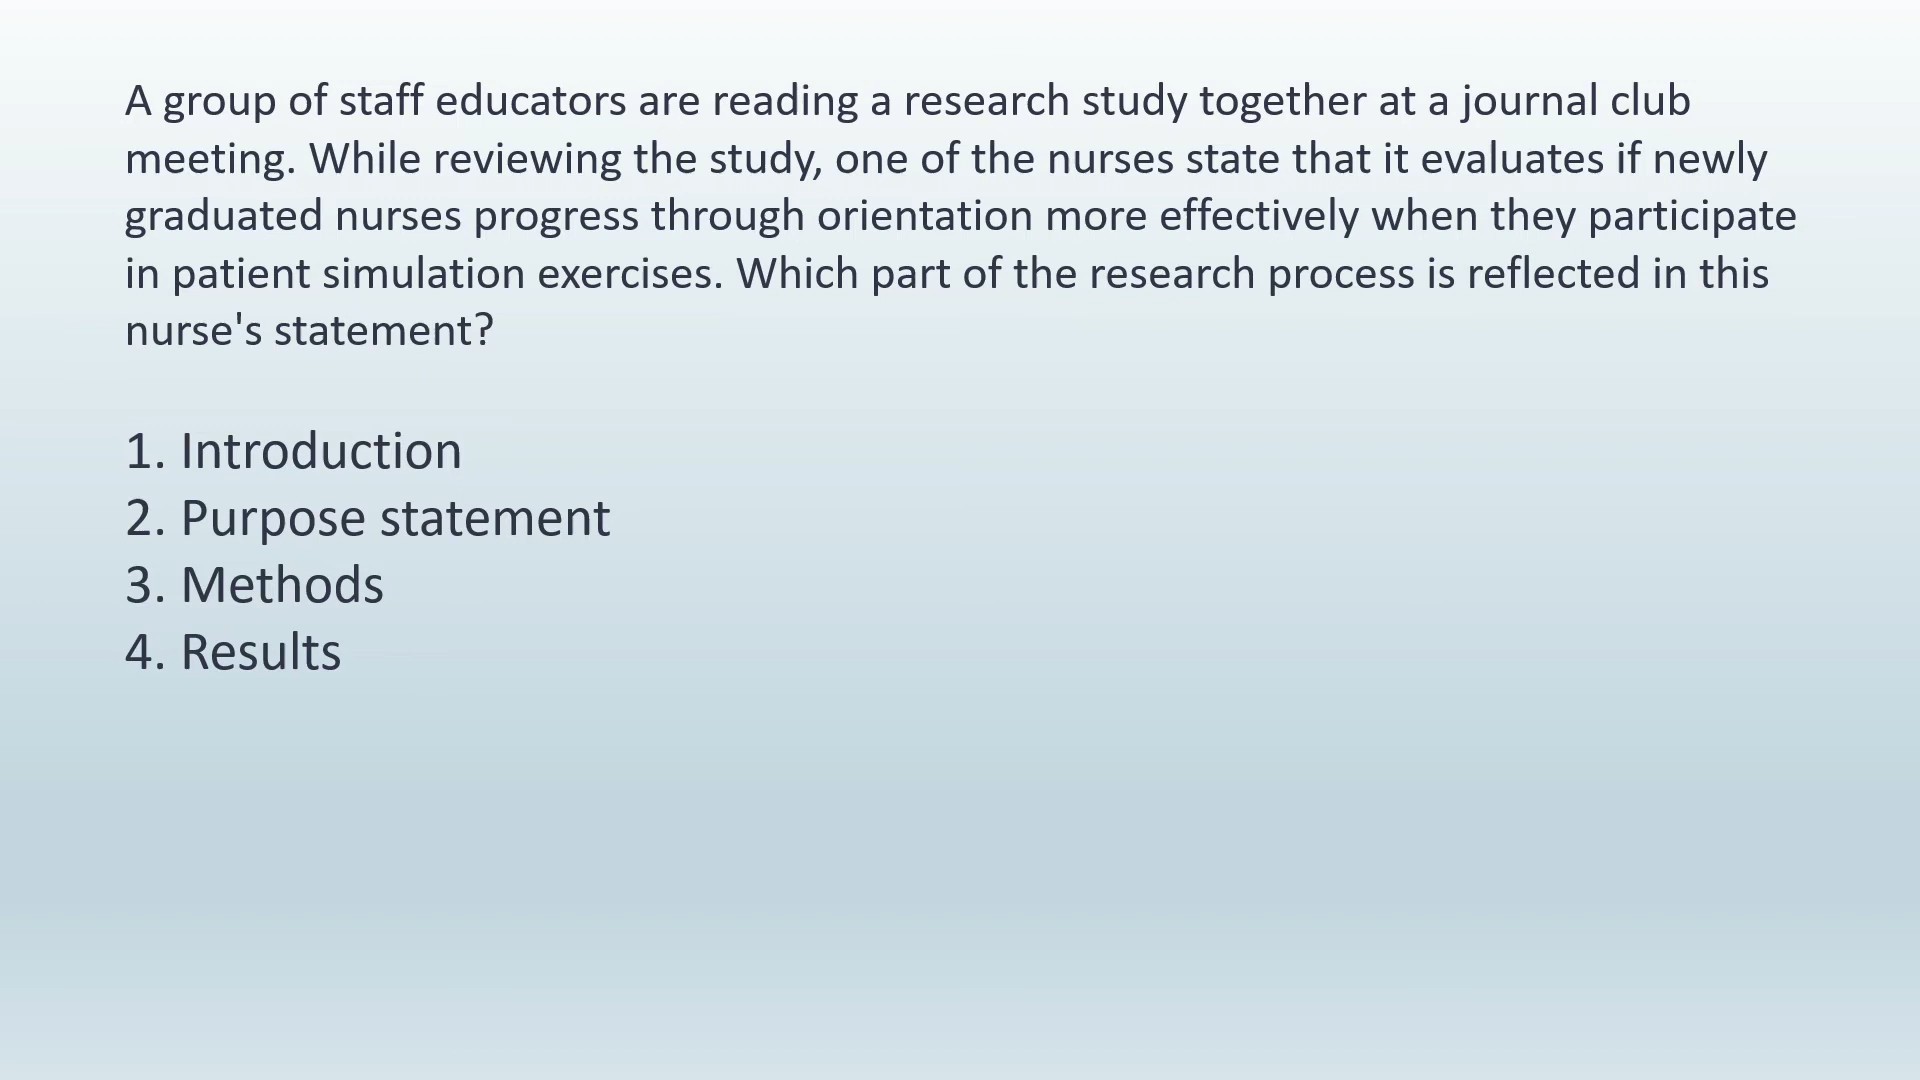 A group of staff educators are reading a research study together at a journal club
meeting. While reviewing the study, one of the nurses state that it evaluates if newly
graduated nurses progress through orientation more effectively when they participate
in patient simulation exercises. Which part of the research process is reflected in this
nurse's statement?
1. Introduction
2. Purpose statement
3. Methods
4. Results